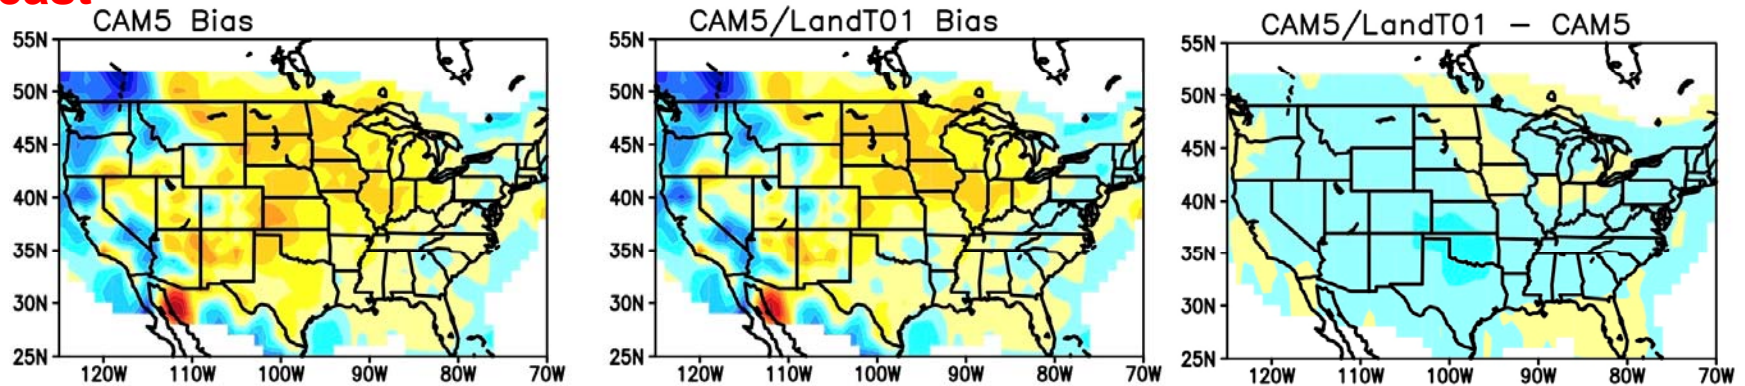 CAM5 Bias
CAM5/LandT01 Bias
CAM5/LandT01 – CAM5
55N
50N
45N
40N
35N
30N
25N
120W 110W 100W 90W 80W 70W
55N
50N
45N
40N
35N
30N
25N
120W 110W 100W 90W 80W 70W
55N
50N
45N
40N
35N
30N
25N
120W 110W 100W 90W 80W 70W